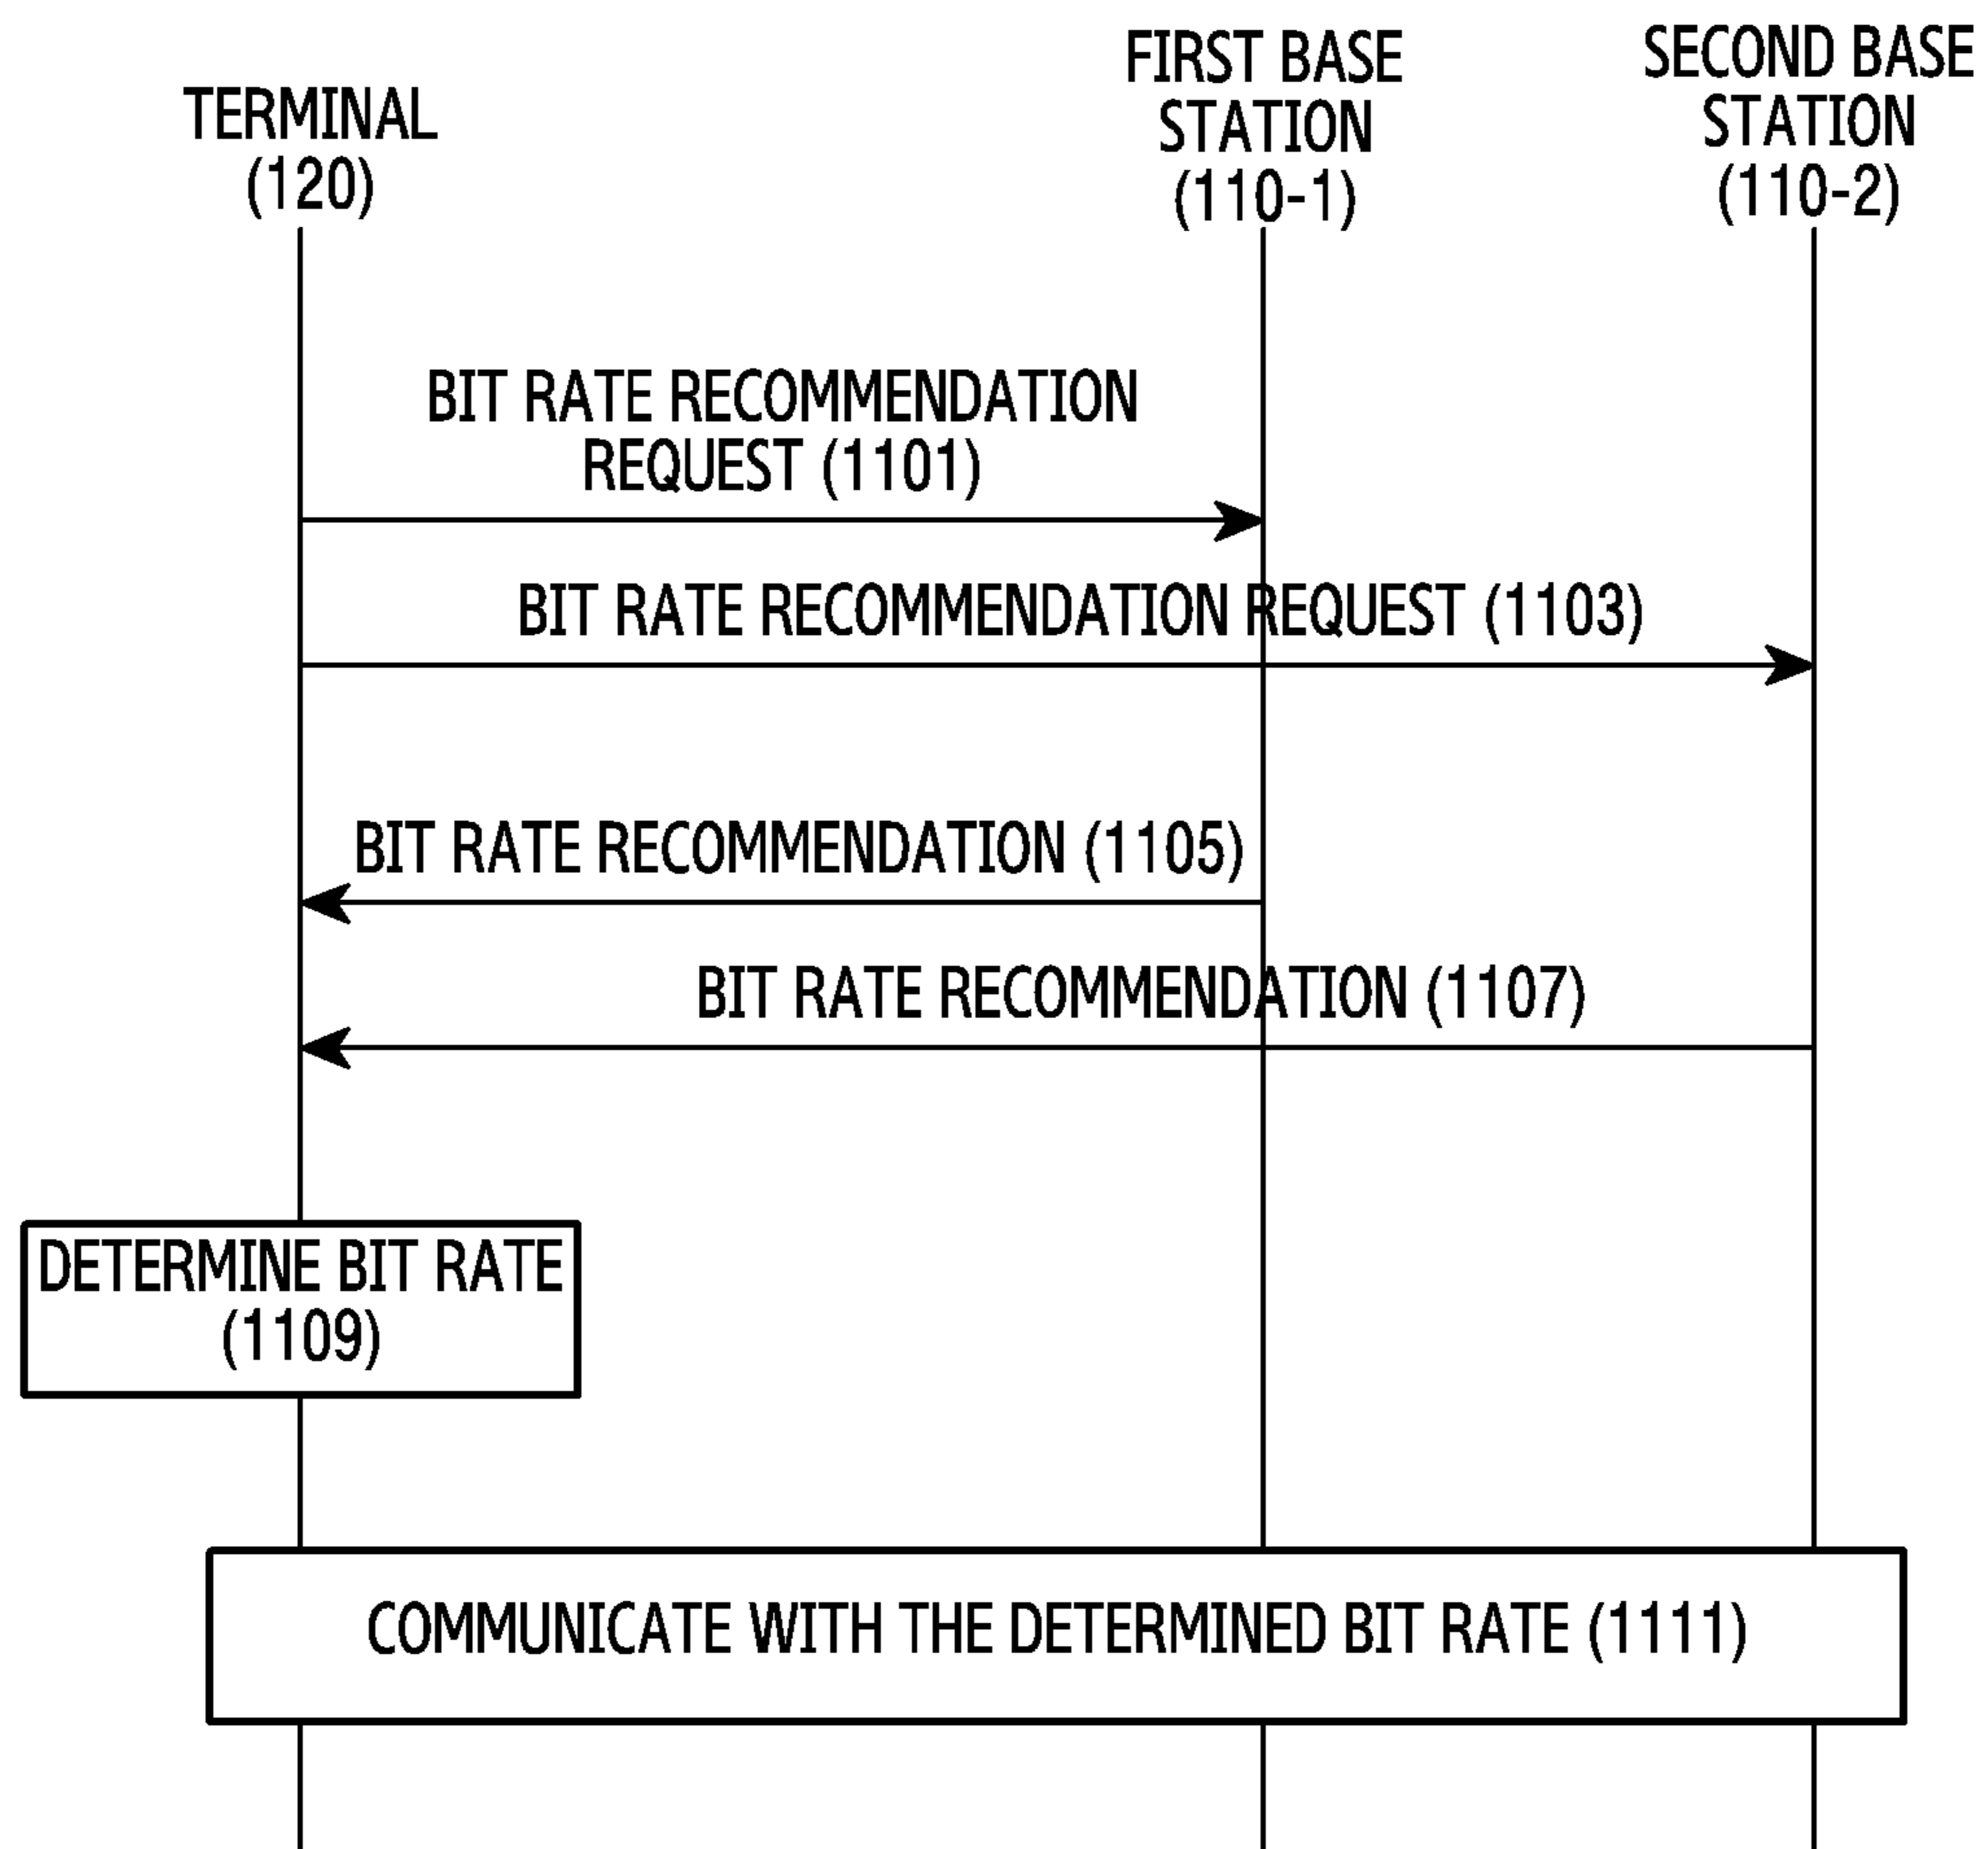 TERMINAL
(120)
FIRST BASE
STATION
(110-1)
SECOND BASE
STATION
(110-2)
BIT RATE RECOMMENDATION
REQUEST (1101)
BIT RATE RECOMMENDATION REQUEST (1103)
BIT RATE RECOMMENDATION (1105)
BIT RATE RECOMMENDATION (1107)
DETERMINE BIT RATE
(1109)
COMMUNICATE WITH THE DETERMINED BIT RATE (1111)